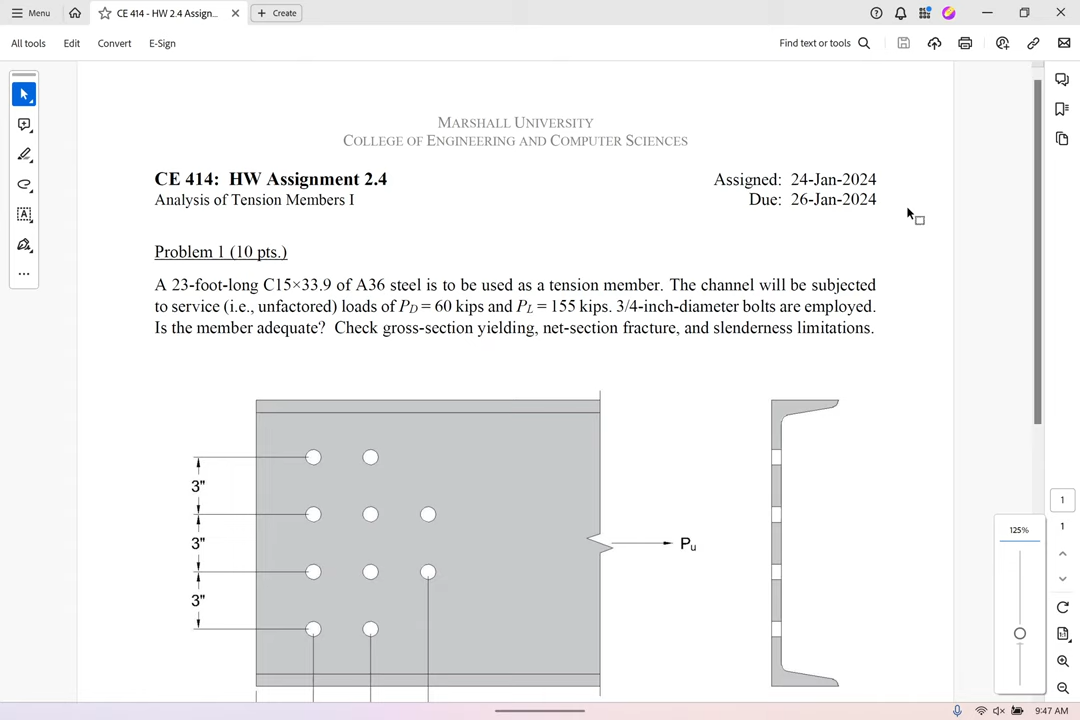 Menu
CE 414 - HW 2.4 Assign...
Create
All tools
Edit
Convert
E-Sign
Find text or tools
MARSHALL UNIVERSITY
COLLEGE OF ENGINEERING AND COMPUTER SCIENCES
CE 414: HW Assignment 2.4
Assigned: 24-Jan-2024
Analysis of Tension Members I
Due: 26-Jan-2024
Problem 1 (10 pts.)
A 23-foot-long C15×33.9 of A36 steel is to be used as a tension member. The channel will be subjected
to service (i.e., unfactored) loads of PD = 60 kips and PL = 155 kips. 3/4-inch-diameter bolts are employed.
Is the member adequate? Check gross-section yielding, net-section fracture, and slenderness limitations.
3"
3"
3"
Pu
1
1
125%
9:47 AM